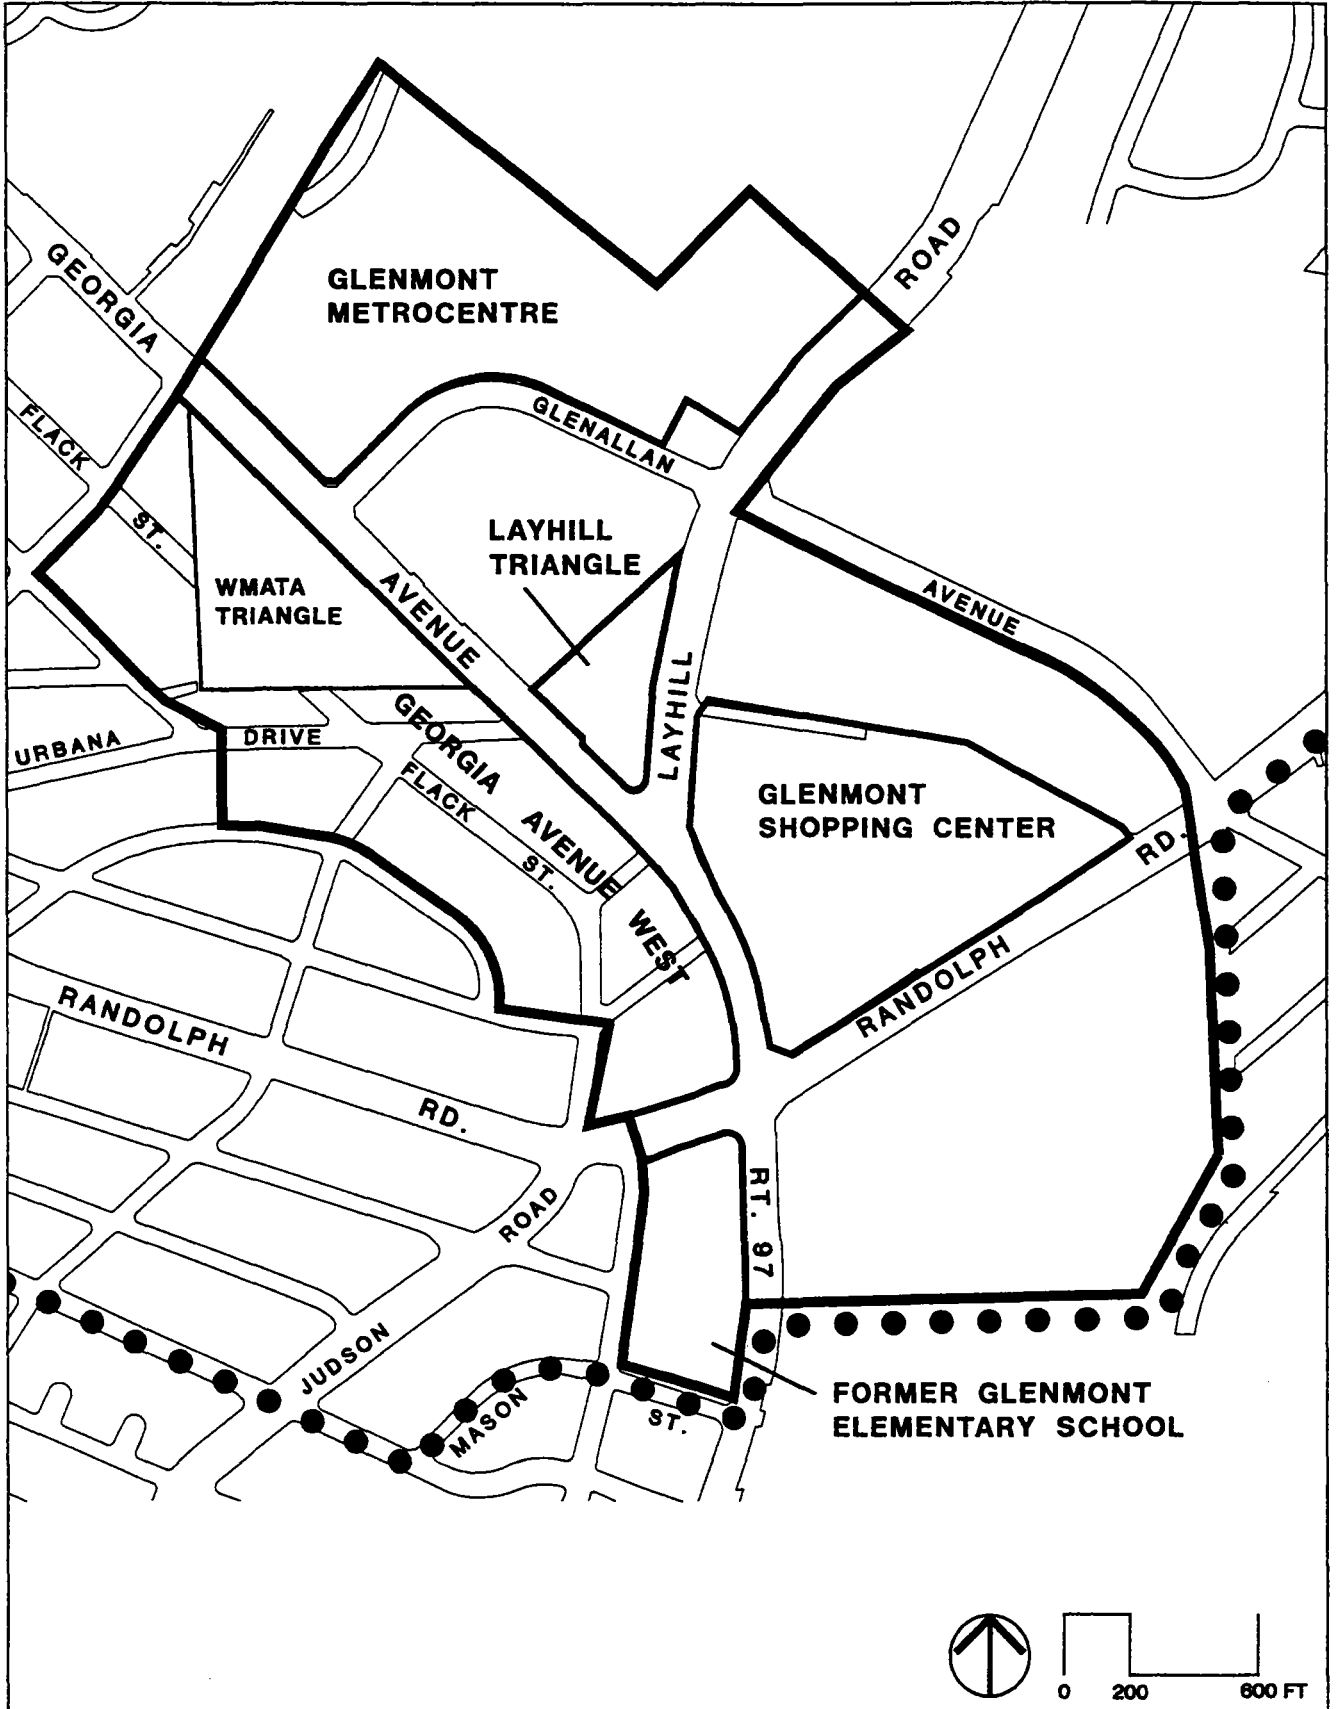 ROAD
GEORGIA
GLENMONT
METROCENTRE
FLACK
ST.
GLENALLAN
LAYHILL
TRIANGLE
WMATA
TRIANGLE
AVENUE
AVENUE
LAYHILL
URBANA
DRIVE
GEORGIA
AVENUE
WEST
FLACK
ST.
GLENMONT
SHOPPING CENTER
RD.
RANDOLPH
RANDOLPH
RD.
ROAD
RT. 97
JUDSON
MASON
ST.
FORMER GLENMONT
ELEMENTARY SCHOOL
0 200 600 FT